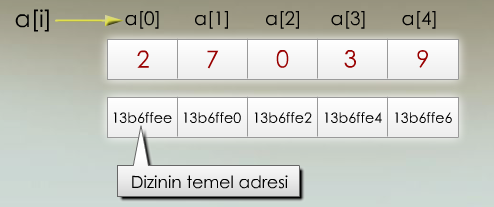 a[i] a[0] a[1] a[2] a[3] a[4]
2 7 0 3 9
13b6ffee 13b6ffe0 13b6ffe2 13b6ffe4 13b6ffe6
Dizinin temel adresi